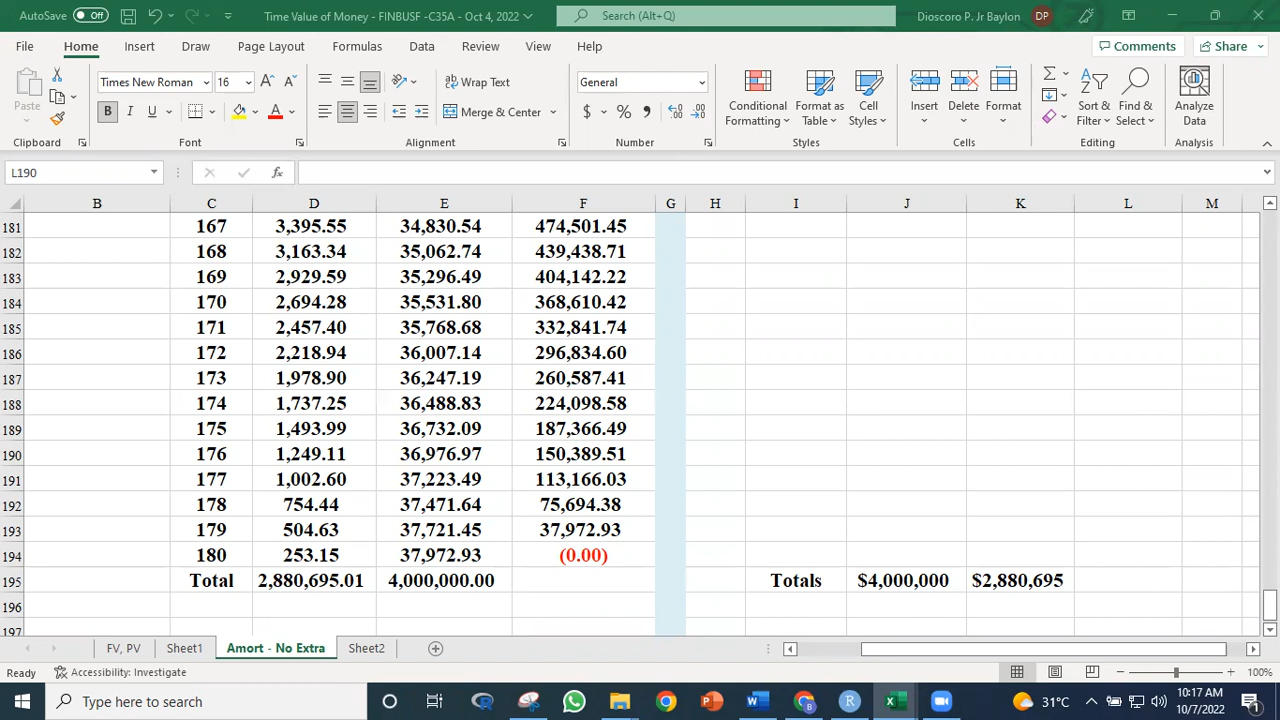 AutoSave Off Time Value of Money - FINBUSF -C35A - Oct 4, 2022 Search (Alt+Q) Dioscoro P. Jr Baylon DP
File Home Insert Draw Page Layout Formulas Data Review View Help Comments Share
Paste Times New Roman 16 Wrap Text General Conditional Formatting Format as Table Cell Styles Insert Delete Format Sort & Filter Find & Select Analyze Data
B I U A Merge & Center $ %
Clipboard Font Alignment Number Styles Cells Editing Analysis
L190 fx
B C D E F G H I J K L M
181 167 3,395.55 34,830.54 474,501.45
182 168 3,163.34 35,062.74 439,438.71
183 169 2,929.59 35,296.49 404,142.22
184 170 2,694.28 35,531.80 368,610.42
185 171 2,457.40 35,768.68 332,841.74
186 172 2,218.94 36,007.14 296,834.60
187 173 1,978.90 36,247.19 260,587.41
188 174 1,737.25 36,488.83 224,098.58
189 175 1,493.99 36,732.09 187,366.49
190 176 1,249.11 36,976.97 150,389.51
191 177 1,002.60 37,223.49 113,166.03
192 178 754.44 37,471.64 75,694.38
193 179 504.63 37,721.45 37,972.93
194 180 253.15 37,972.93 (0.00)
195 Total 2,880,695.01 4,000,000.00 Totals $4,000,000 $2,880,695
196
197
FV, PV Sheet1 Amort - No Extra Sheet2
Ready Accessibility: Investigate 100%
Type here to search 31°C 10:17 AM
10/7/2022